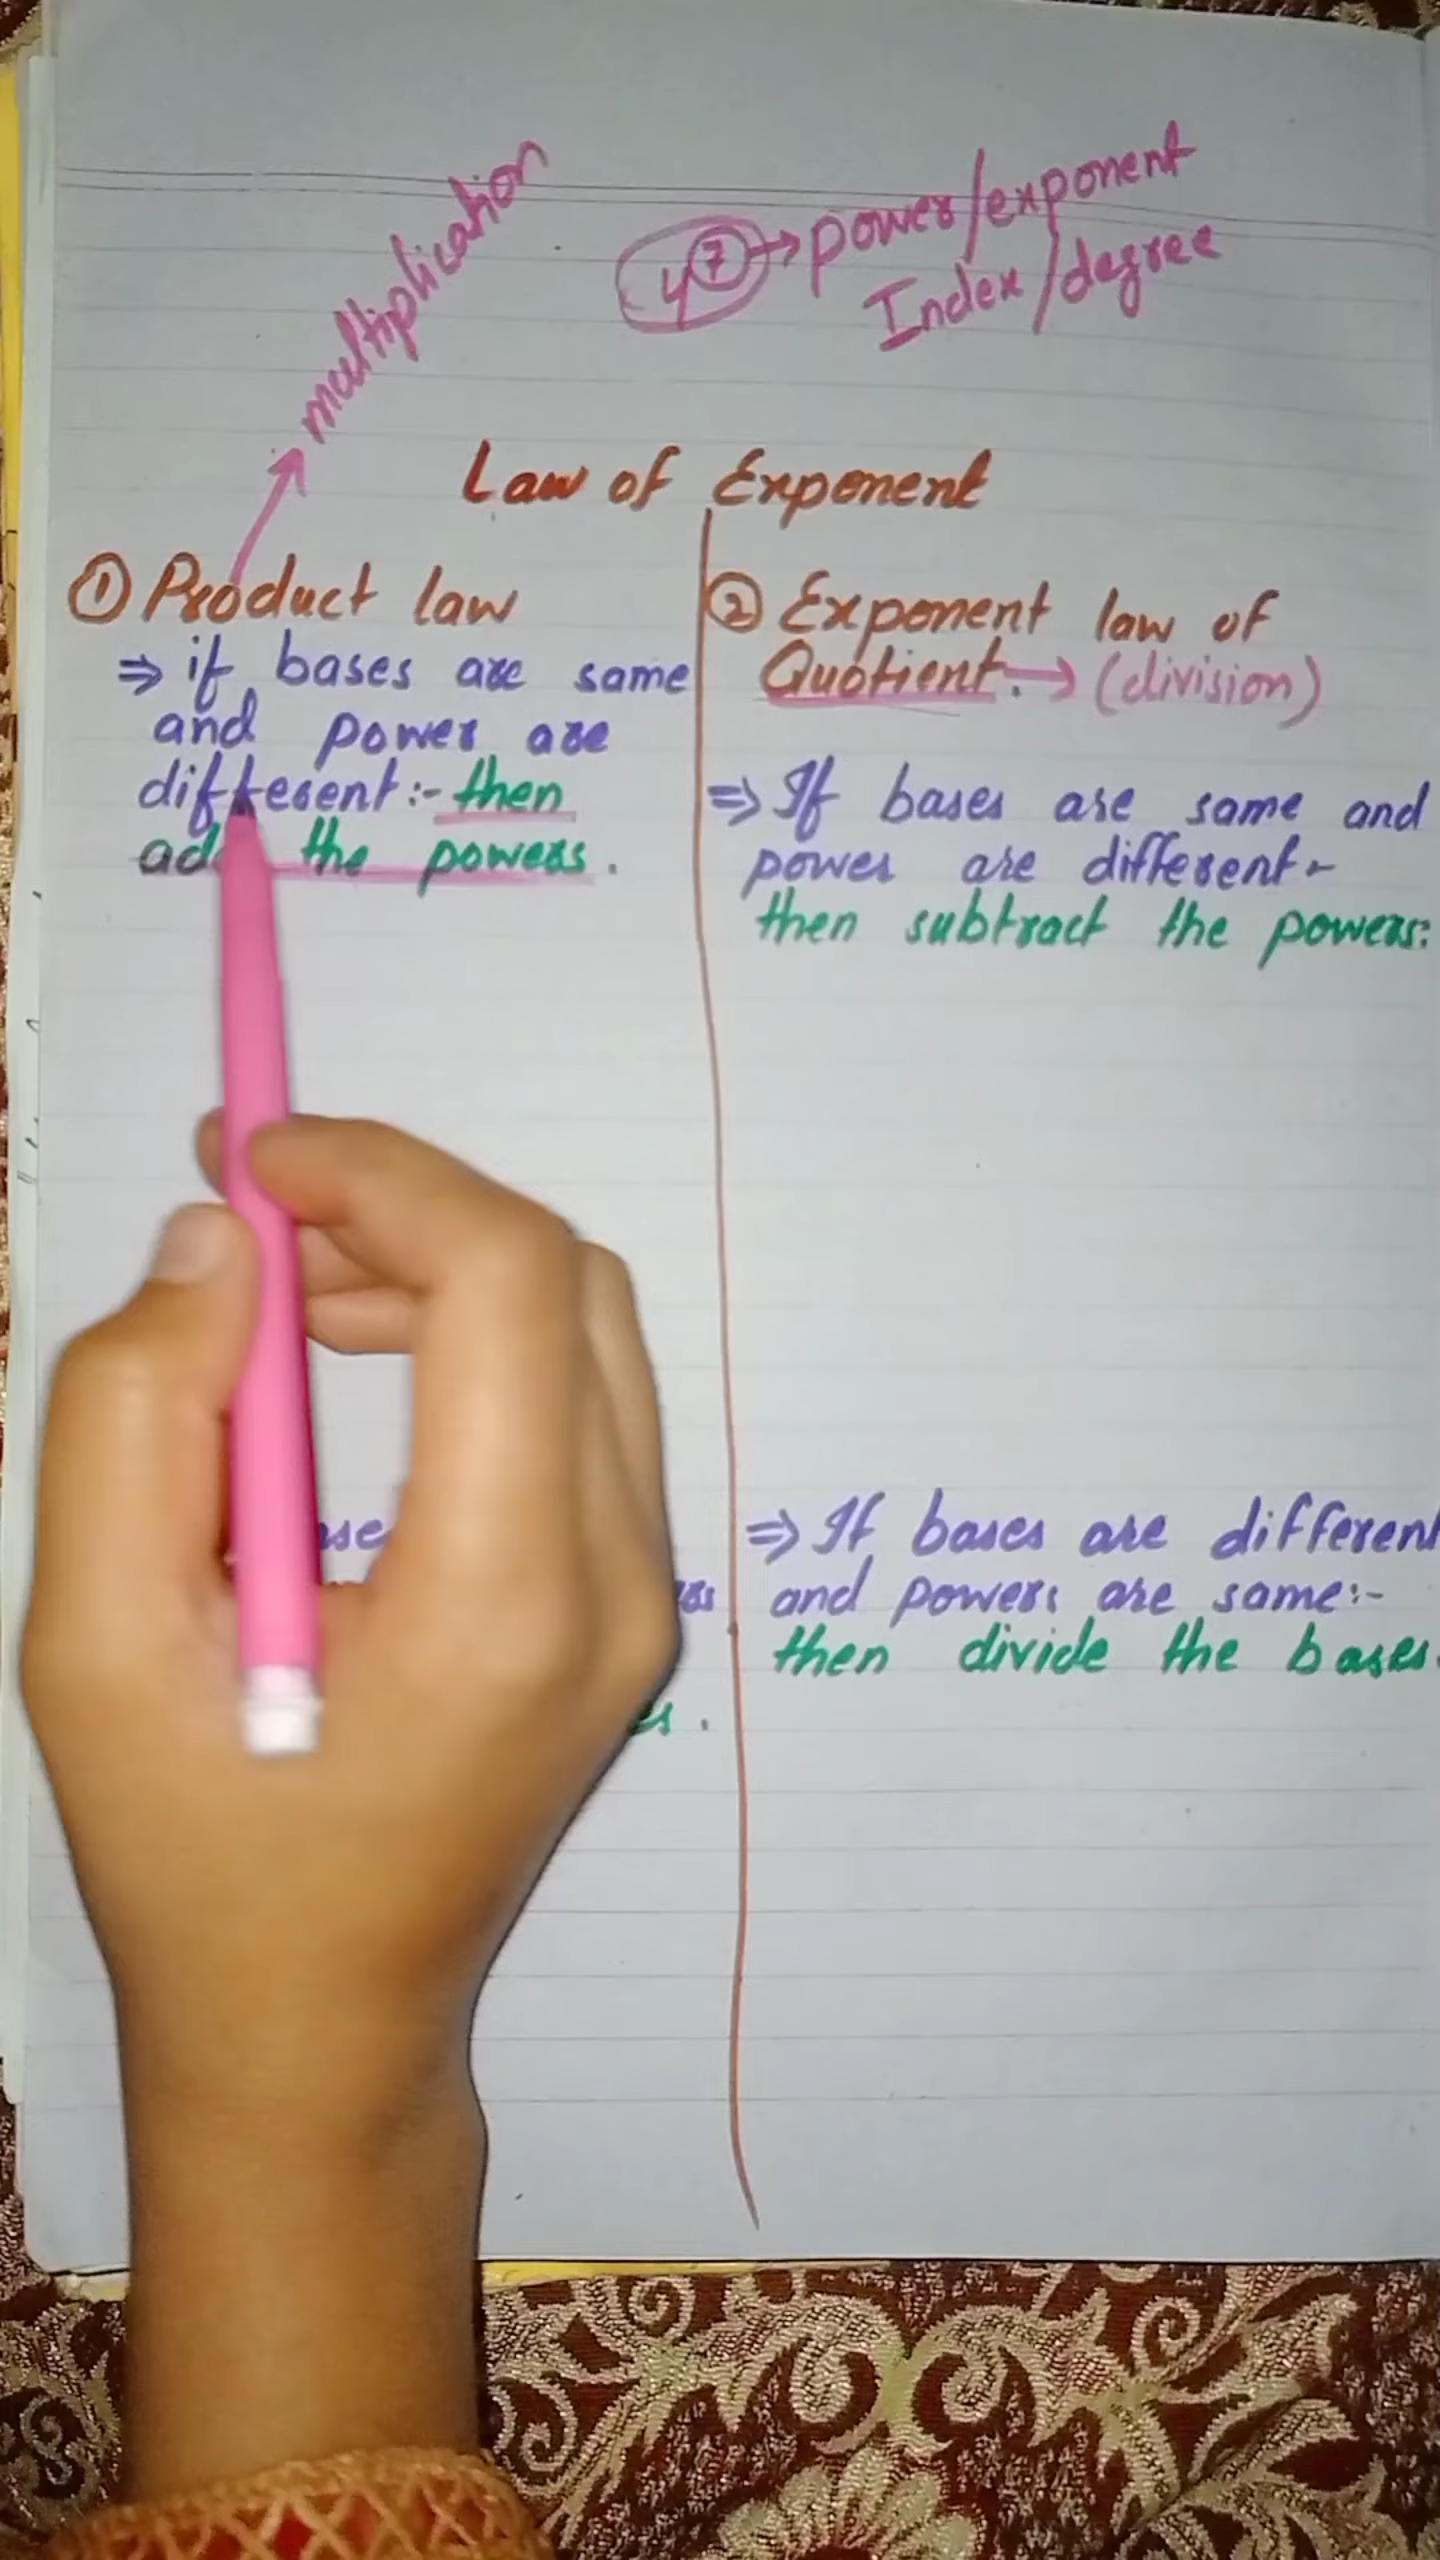 multiplication
4⁷ → power/exponent
Index/degree
Law of Exponent
① Product law
⇒ if bases are same
and power are
different:- then
add the powers.
② Exponent law of
Quotient. → (division)
⇒ If bases are same and
power are different-
then subtract the powers:
⇒ If bases are different
and powers are same:-
then divide the bases.